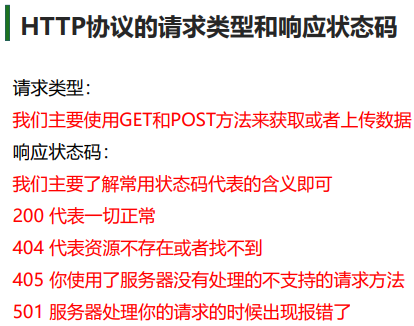 HTTP协议的请求类型和响应状态码
请求类型：
我们主要使用GET和POST方法来获取或者上传数据
响应状态码：
我们主要了解常用状态码代表的含义即可
200 代表一切正常
404 代表资源不存在或者找不到
405 你使用了服务器没有处理的不支持的请求方法
501 服务器处理你的请求的时候出现报错了